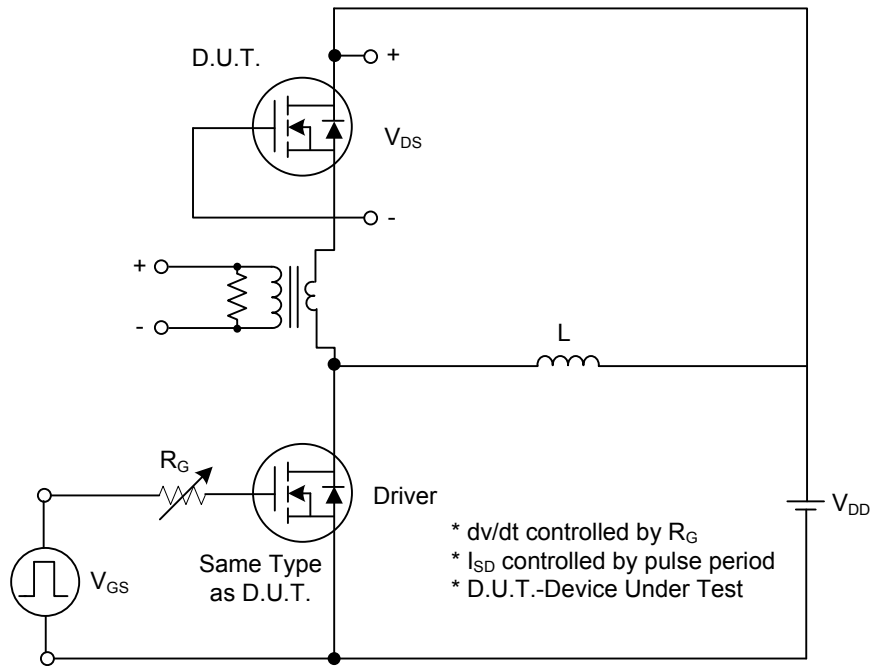 D.U.T.
+
V_DS
-
+
-
L
R_G
Driver
V_DD
V_GS
Same Type
as D.U.T.
* dv/dt controlled by R_G
* I_SD controlled by pulse period
* D.U.T.-Device Under Test